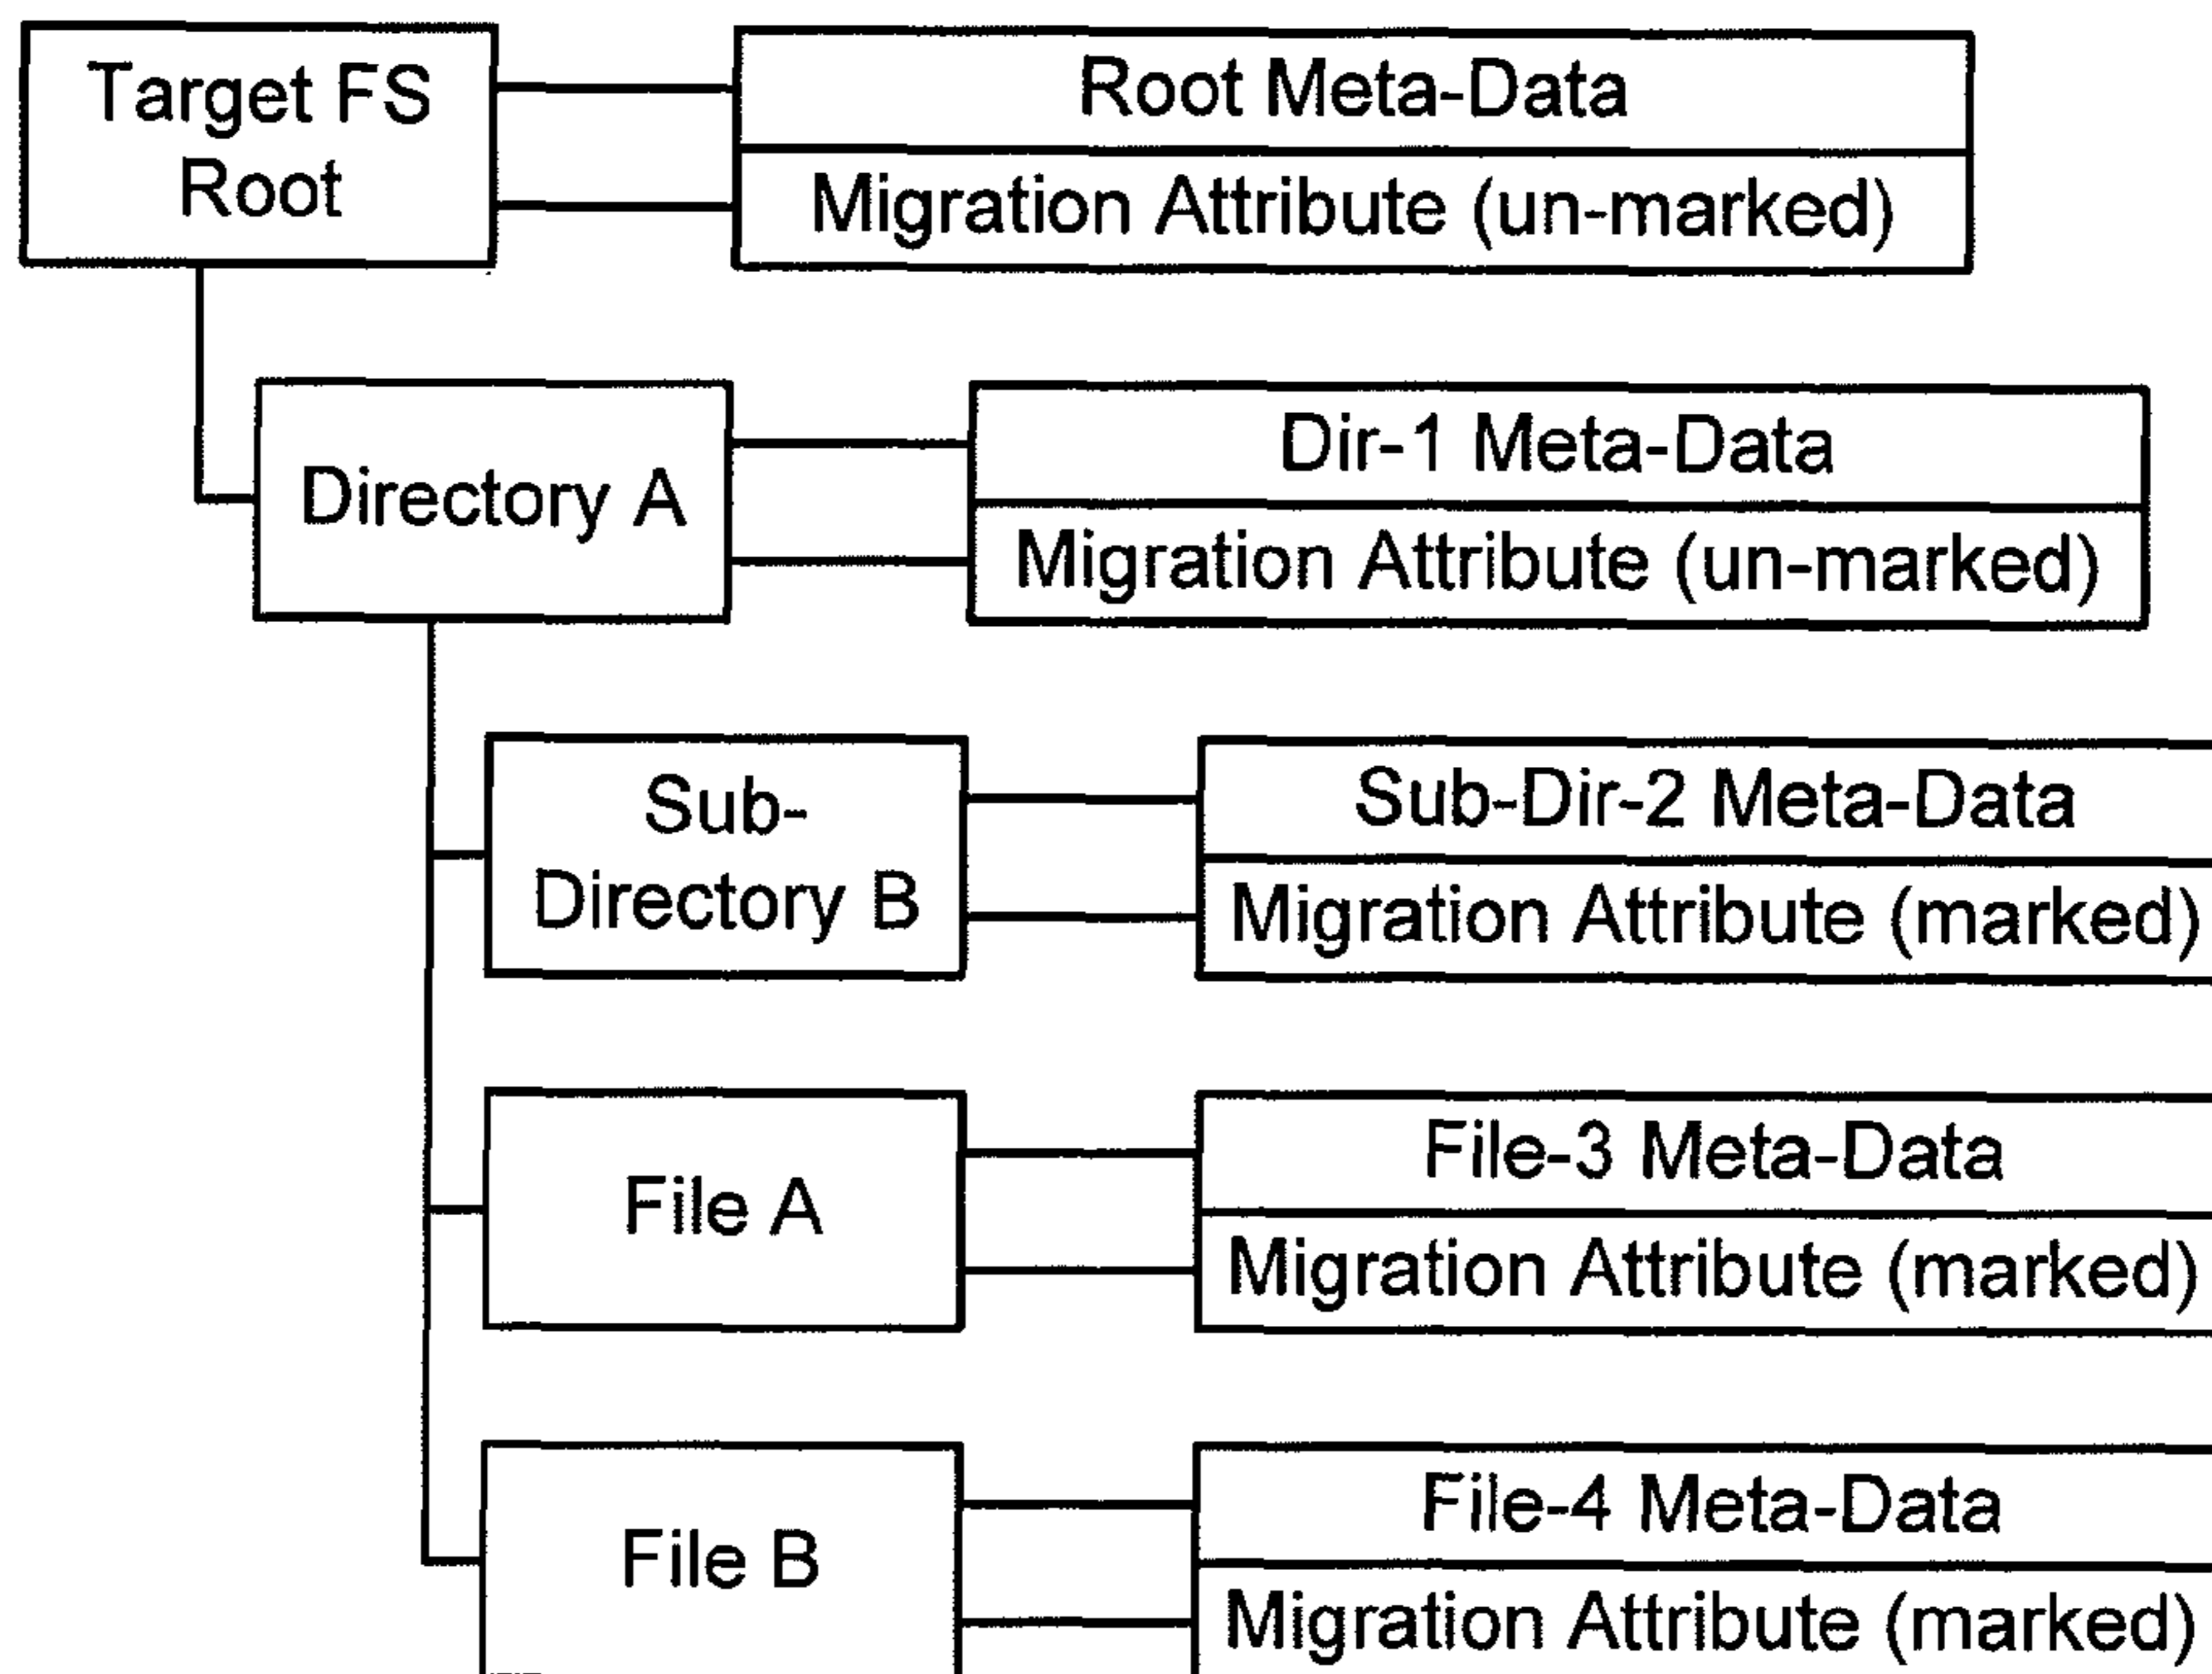 Target FS
Root
Root Meta-Data
Migration Attribute (un-marked)
Directory A
Dir-1 Meta-Data
Migration Attribute (un-marked)
Sub-
Directory B
Sub-Dir-2 Meta-Data
Migration Attribute (marked)
File A
File-3 Meta-Data
Migration Attribute (marked)
File B
File-4 Meta-Data
Migration Attribute (marked)